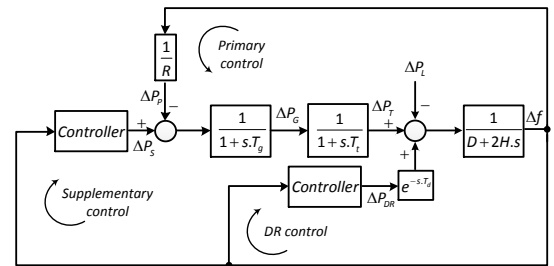 1
R
Primary
control
ΔP_L
ΔP_P
−
−
Controller
+
ΔP_S
1
1 + s.T_g
ΔP_G
1
1 + s.T_t
ΔP_T
+
+
1
D + 2H.s
Δf
Controller
ΔP_DR
e^{-s.T_d}
Supplementary
control
DR control